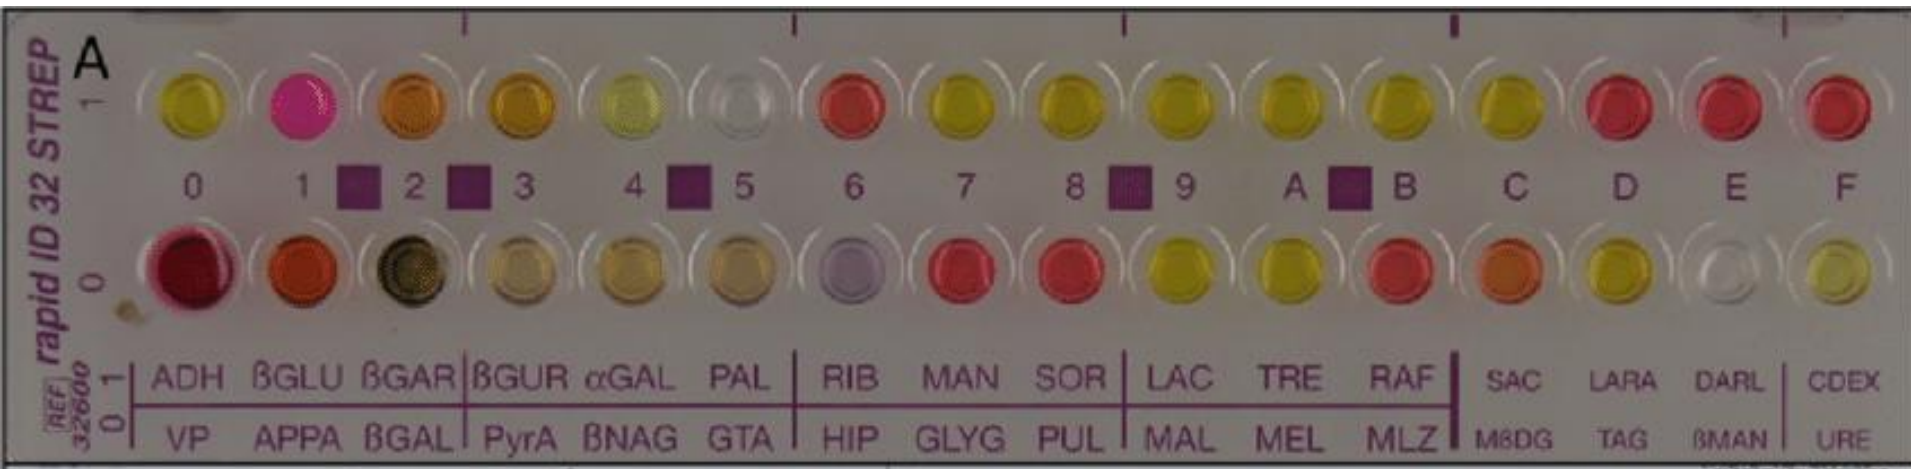 A
rapid ID 32 STREP
REF
32600
1
0
0 1 2 3 4 5 6 7 8 9 A B C D E F
1 ADH βGLU βGAR βGUR αGAL PAL RIB MAN SOR LAC TRE RAF SAC LARA DARL CDEX
0 VP APPA βGAL PyrA βNAG GTA HIP GLYG PUL MAL MEL MLZ MβDG TAG βMAN URE